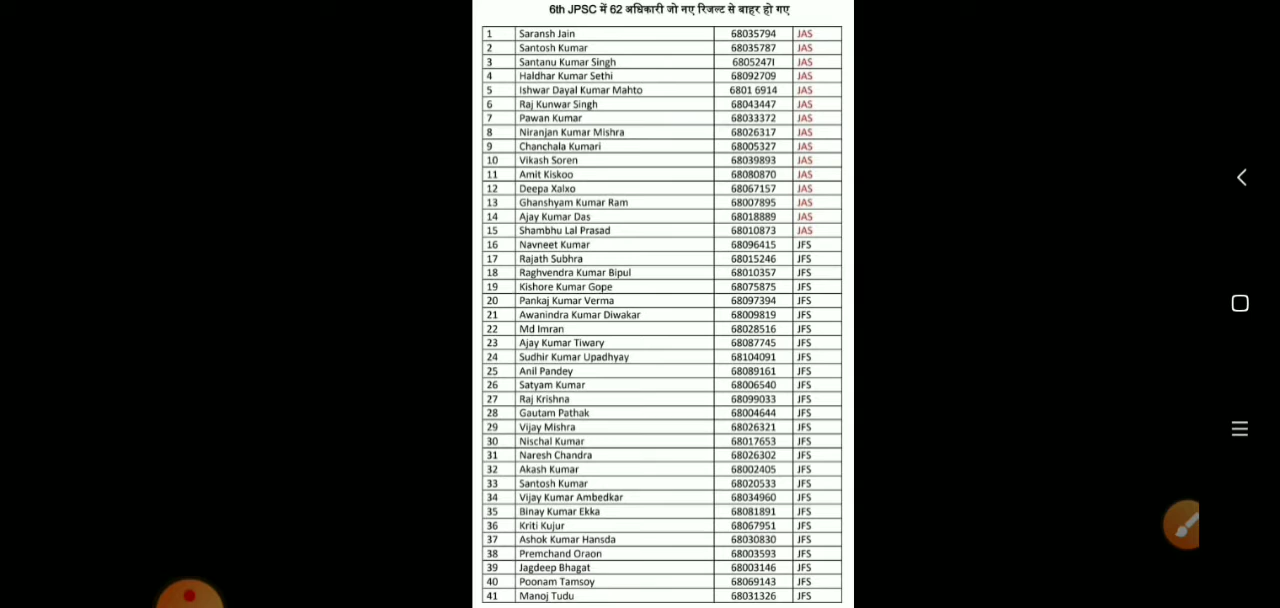 6th JPSC में 62 अधिकारी जो नए रिजल्ट से बाहर हो गए
1 Saransh Jain 68035794 JAS
2 Santosh Kumar 68035787 JAS
3 Santanu Kumar Singh 6805247I JAS
4 Haldhar Kumar Sethi 68092709 JAS
5 Ishwar Dayal Kumar Mahto 6801 6914 JAS
6 Raj Kunwar Singh 68043447 JAS
7 Pawan Kumar 68033372 JAS
8 Niranjan Kumar Mishra 68026317 JAS
9 Chanchala Kumari 68005327 JAS
10 Vikash Soren 68039893 JAS
11 Amit Kiskoo 68080870 JAS
12 Deepa Xalxo 68067157 JAS
13 Ghanshyam Kumar Ram 68007895 JAS
14 Ajay Kumar Das 68018889 JAS
15 Shambhu Lal Prasad 68010873 JAS
16 Navneet Kumar 68096415 JFS
17 Rajath Subhra 68015246 JFS
18 Raghvendra Kumar Bipul 68010357 JFS
19 Kishore Kumar Gope 68075875 JFS
20 Pankaj Kumar Verma 68097394 JFS
21 Awanindra Kumar Diwakar 68009819 JFS
22 Md Imran 68028516 JFS
23 Ajay Kumar Tiwary 68087745 JFS
24 Sudhir Kumar Upadhyay 68104091 JFS
25 Anil Pandey 68089161 JFS
26 Satyam Kumar 68006540 JFS
27 Raj Krishna 68099033 JFS
28 Gautam Pathak 68004644 JFS
29 Vijay Mishra 68026321 JFS
30 Nischal Kumar 68017653 JFS
31 Naresh Chandra 68026302 JFS
32 Akash Kumar 68002405 JFS
33 Santosh Kumar 68020533 JFS
34 Vijay Kumar Ambedkar 68034960 JFS
35 Binay Kumar Ekka 68081891 JFS
36 Kriti Kujur 68067951 JFS
37 Ashok Kumar Hansda 68030830 JFS
38 Premchand Oraon 68003593 JFS
39 Jagdeep Bhagat 68003146 JFS
40 Poonam Tamsoy 68069143 JFS
41 Manoj Tudu 68031326 JFS